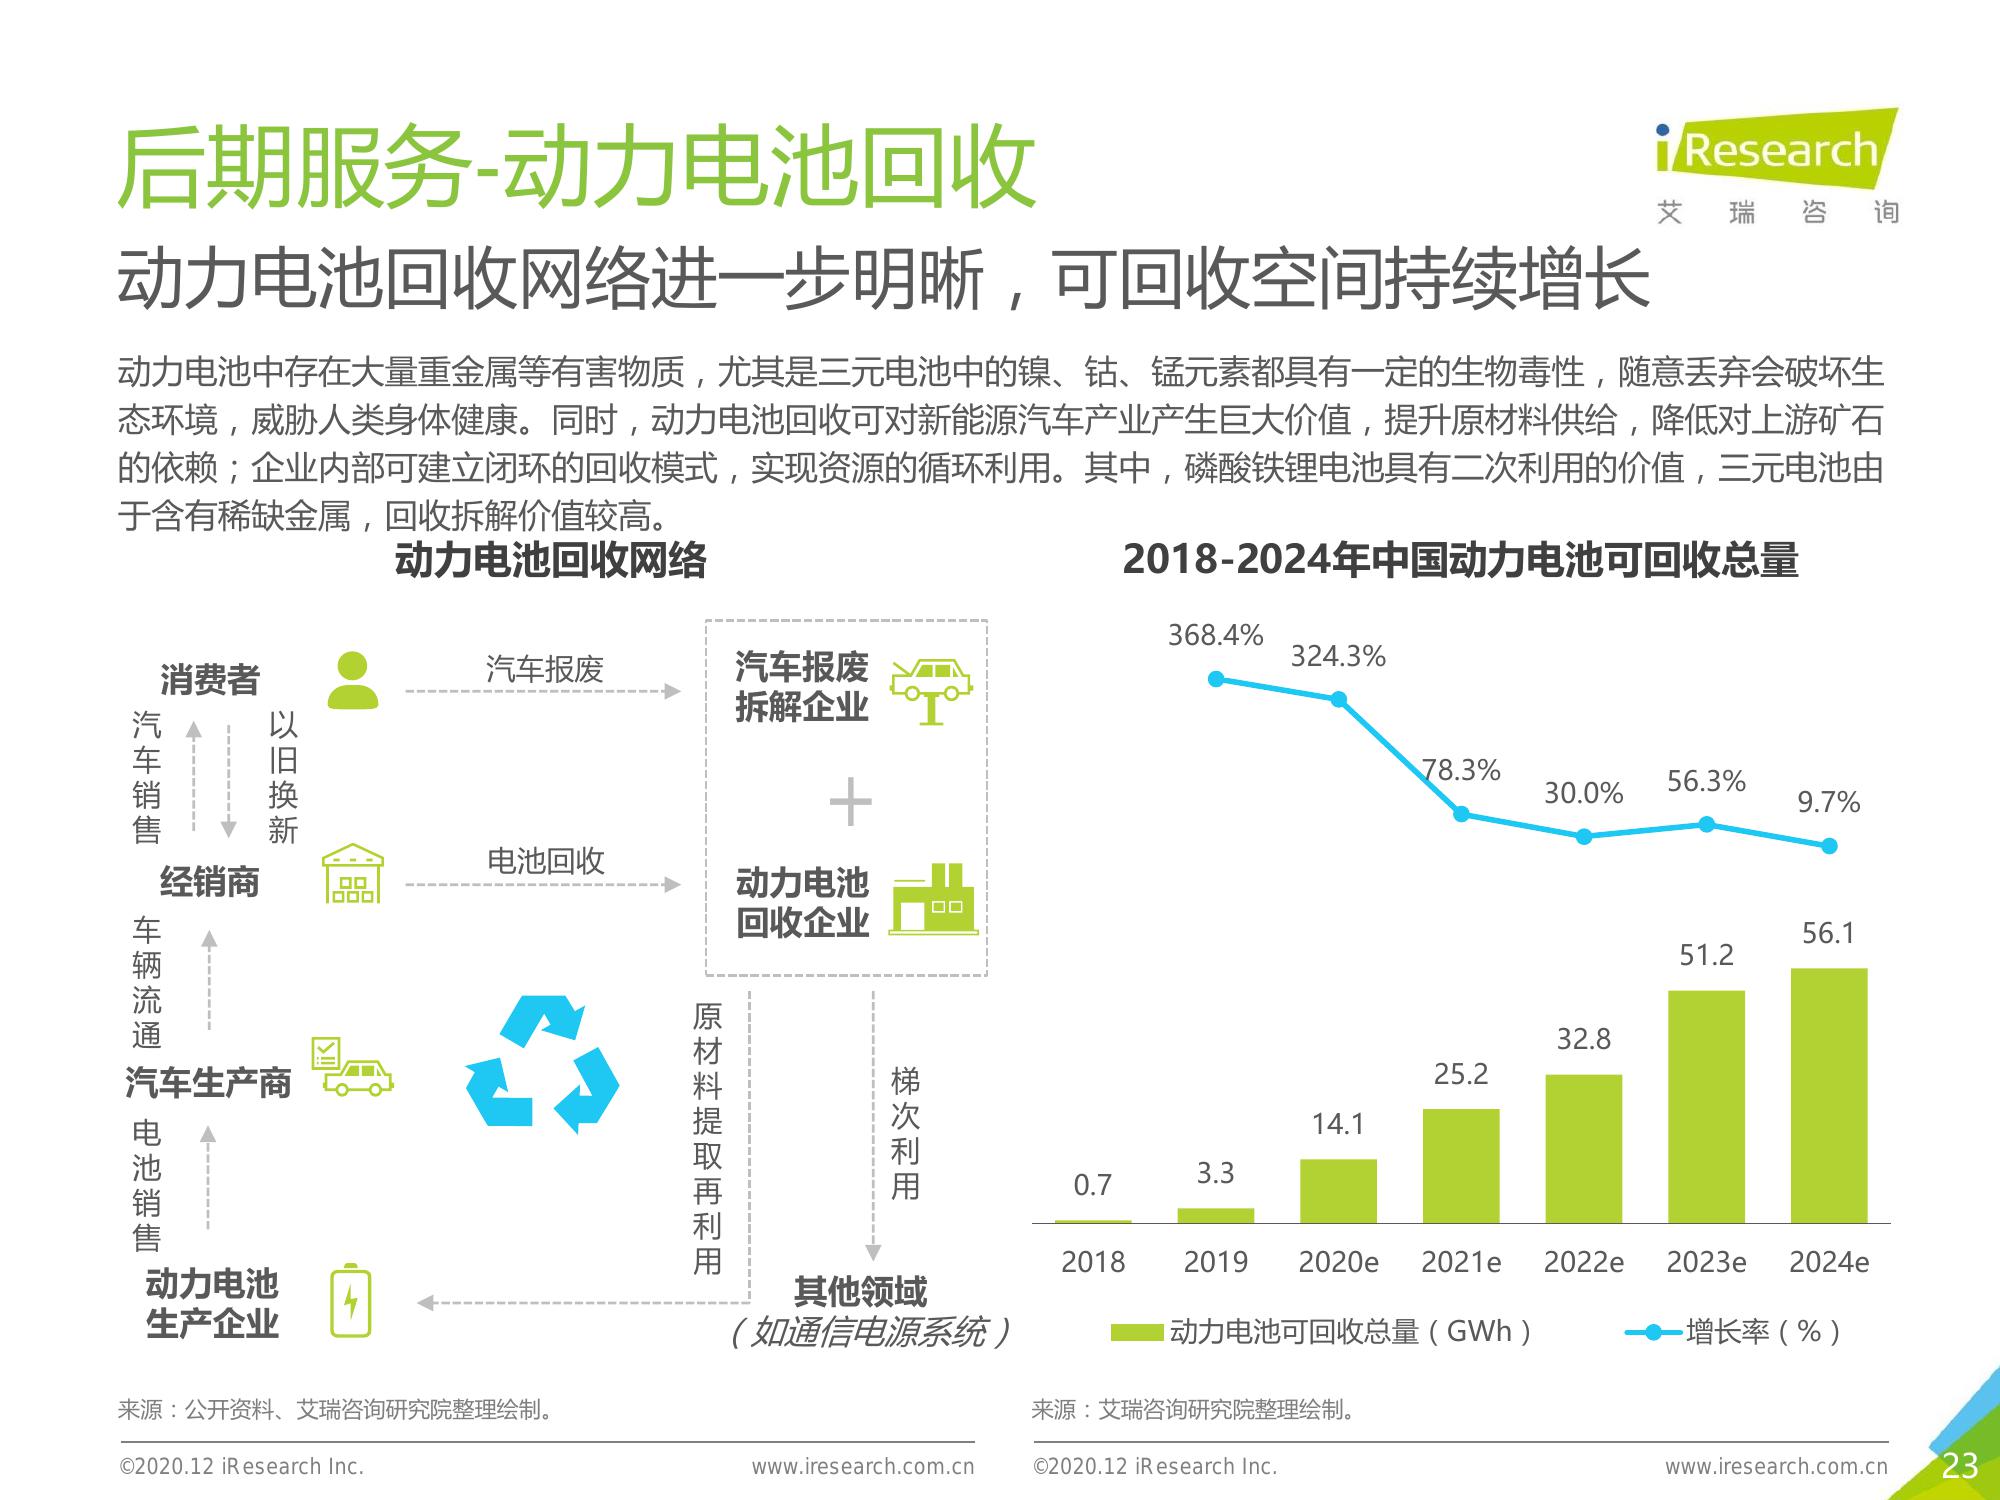 后期服务-动力电池回收
iResearch
艾瑞咨询
动力电池回收网络进一步明晰，可回收空间持续增长
动力电池中存在大量重金属等有害物质，尤其是三元电池中的镍、钴、锰元素都具有一定的生物毒性，随意丢弃会破坏生
态环境，威胁人类身体健康。同时，动力电池回收可对新能源汽车产业产生巨大价值，提升原材料供给，降低对上游矿石
的依赖；企业内部可建立闭环的回收模式，实现资源的循环利用。其中，磷酸铁锂电池具有二次利用的价值，三元电池由
于含有稀缺金属，回收拆解价值较高。
动力电池回收网络
消费者
汽车报废
汽车报废
拆解企业
汽车销售
以旧换新
+
经销商
电池回收
动力电池
回收企业
车辆流通
汽车生产商
原材料提取再利用
梯次利用
电池销售
动力电池
生产企业
其他领域
（如通信电源系统）
来源：公开资料、艾瑞咨询研究院整理绘制。
©2020.12 iResearch Inc.
www.iresearch.com.cn
2018-2024年中国动力电池可回收总量
368.4%
324.3%
78.3%
30.0%
56.3%
9.7%
0.7
3.3
14.1
25.2
32.8
51.2
56.1
2018
2019
2020e
2021e
2022e
2023e
2024e
动力电池可回收总量（GWh）
增长率（%）
来源：艾瑞咨询研究院整理绘制。
©2020.12 iResearch Inc.
www.iresearch.com.cn
23